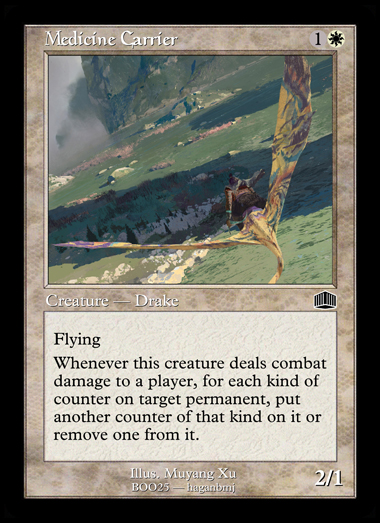 Medicine Carrier 1
Creature — Drake
Flying
Whenever this creature deals combat
damage to a player, for each kind of
counter on target permanent, put
another counter of that kind on it or
remove one from it.
Illus. Muyang Xu
BOO25 — haganbmj
2/1